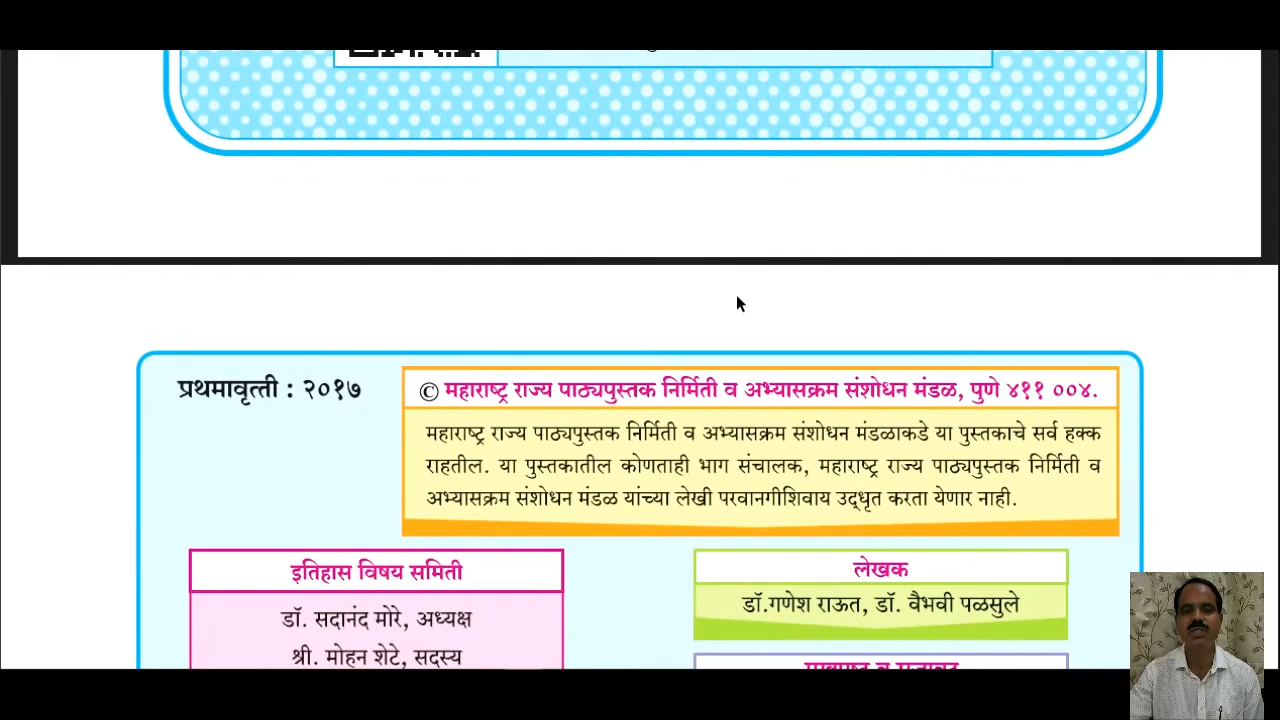 प्रथमावृत्ती : २०१७
© महाराष्ट्र राज्य पाठ्यपुस्तक निर्मिती व अभ्यासक्रम संशोधन मंडळ, पुणे ४११ ००४.
महाराष्ट्र राज्य पाठ्यपुस्तक निर्मिती व अभ्यासक्रम संशोधन मंडळाकडे या पुस्तकाचे सर्व हक्क
राहतील. या पुस्तकातील कोणताही भाग संचालक, महाराष्ट्र राज्य पाठ्यपुस्तक निर्मिती व
अभ्यासक्रम संशोधन मंडळ यांच्या लेखी परवानगीशिवाय उद्धृत करता येणार नाही.
इतिहास विषय समिती
डॉ. सदानंद मोरे, अध्यक्ष
श्री. मोहन शेटे, सदस्य
लेखक
डॉ.गणेश राऊत, डॉ. वैभवी पळसुले